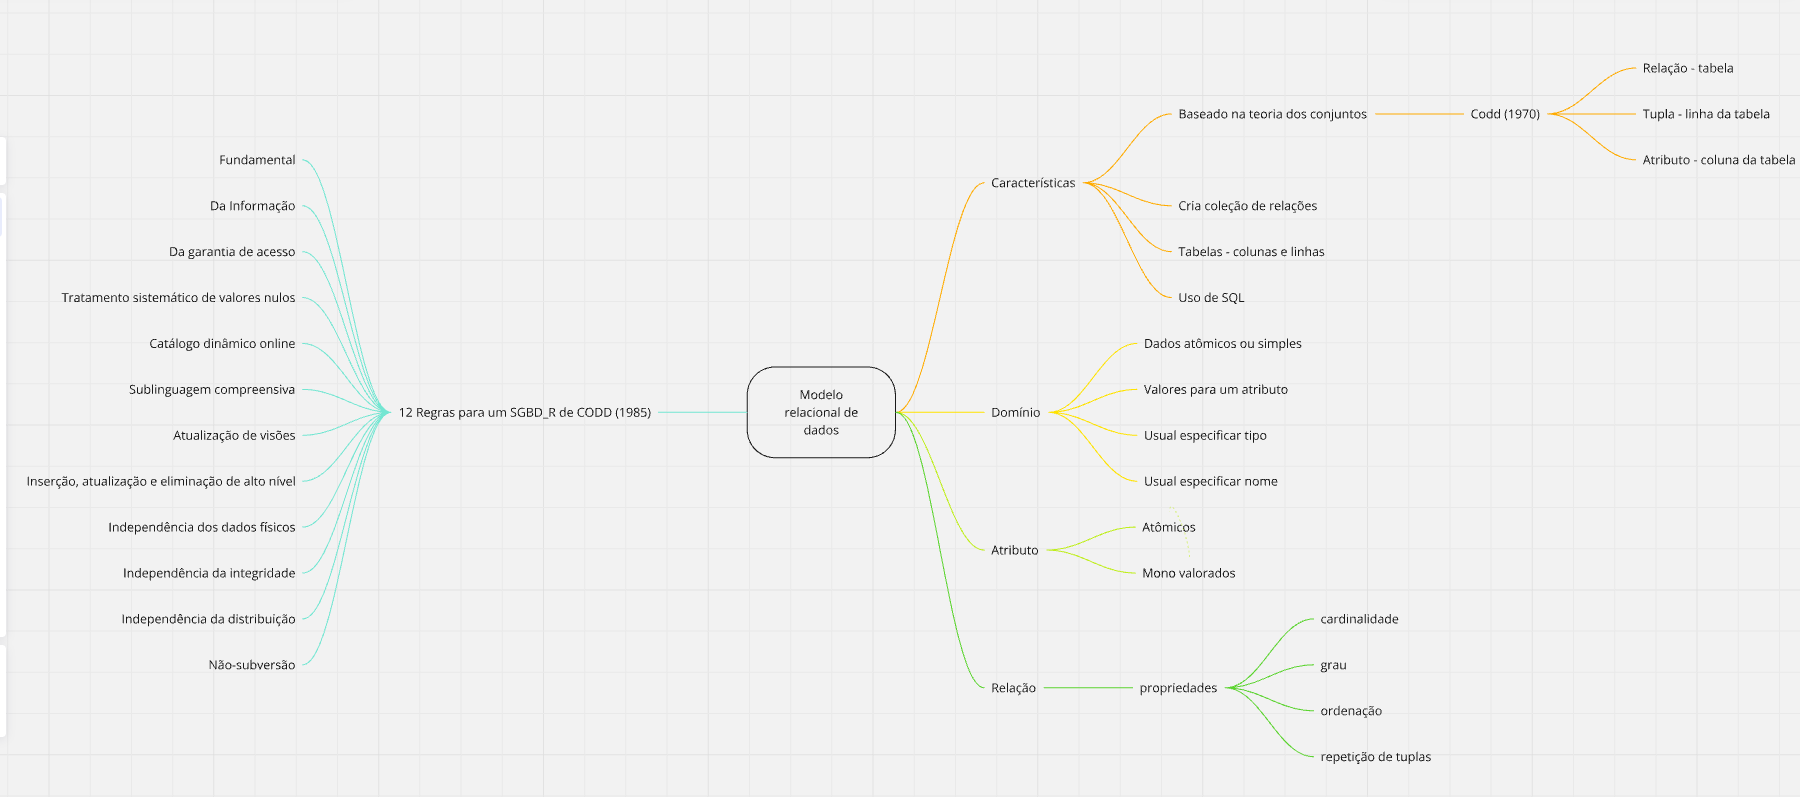 Modelo
relacional de
dados
Características
Baseado na teoria dos conjuntos
Codd (1970)
Relação - tabela
Tupla - linha da tabela
Atributo - coluna da tabela
Cria coleção de relações
Tabelas - colunas e linhas
Uso de SQL
Domínio
Dados atômicos ou simples
Valores para um atributo
Usual especificar tipo
Usual especificar nome
Atributo
Atômicos
Mono valorados
Relação
propriedades
cardinalidade
grau
ordenação
repetição de tuplas
12 Regras para um SGBD_R de CODD (1985)
Fundamental
Da Informação
Da garantia de acesso
Tratamento sistemático de valores nulos
Catálogo dinâmico online
Sublinguagem compreensiva
Atualização de visões
Inserção, atualização e eliminação de alto nível
Independência dos dados físicos
Independência da integridade
Independência da distribuição
Não-subversão